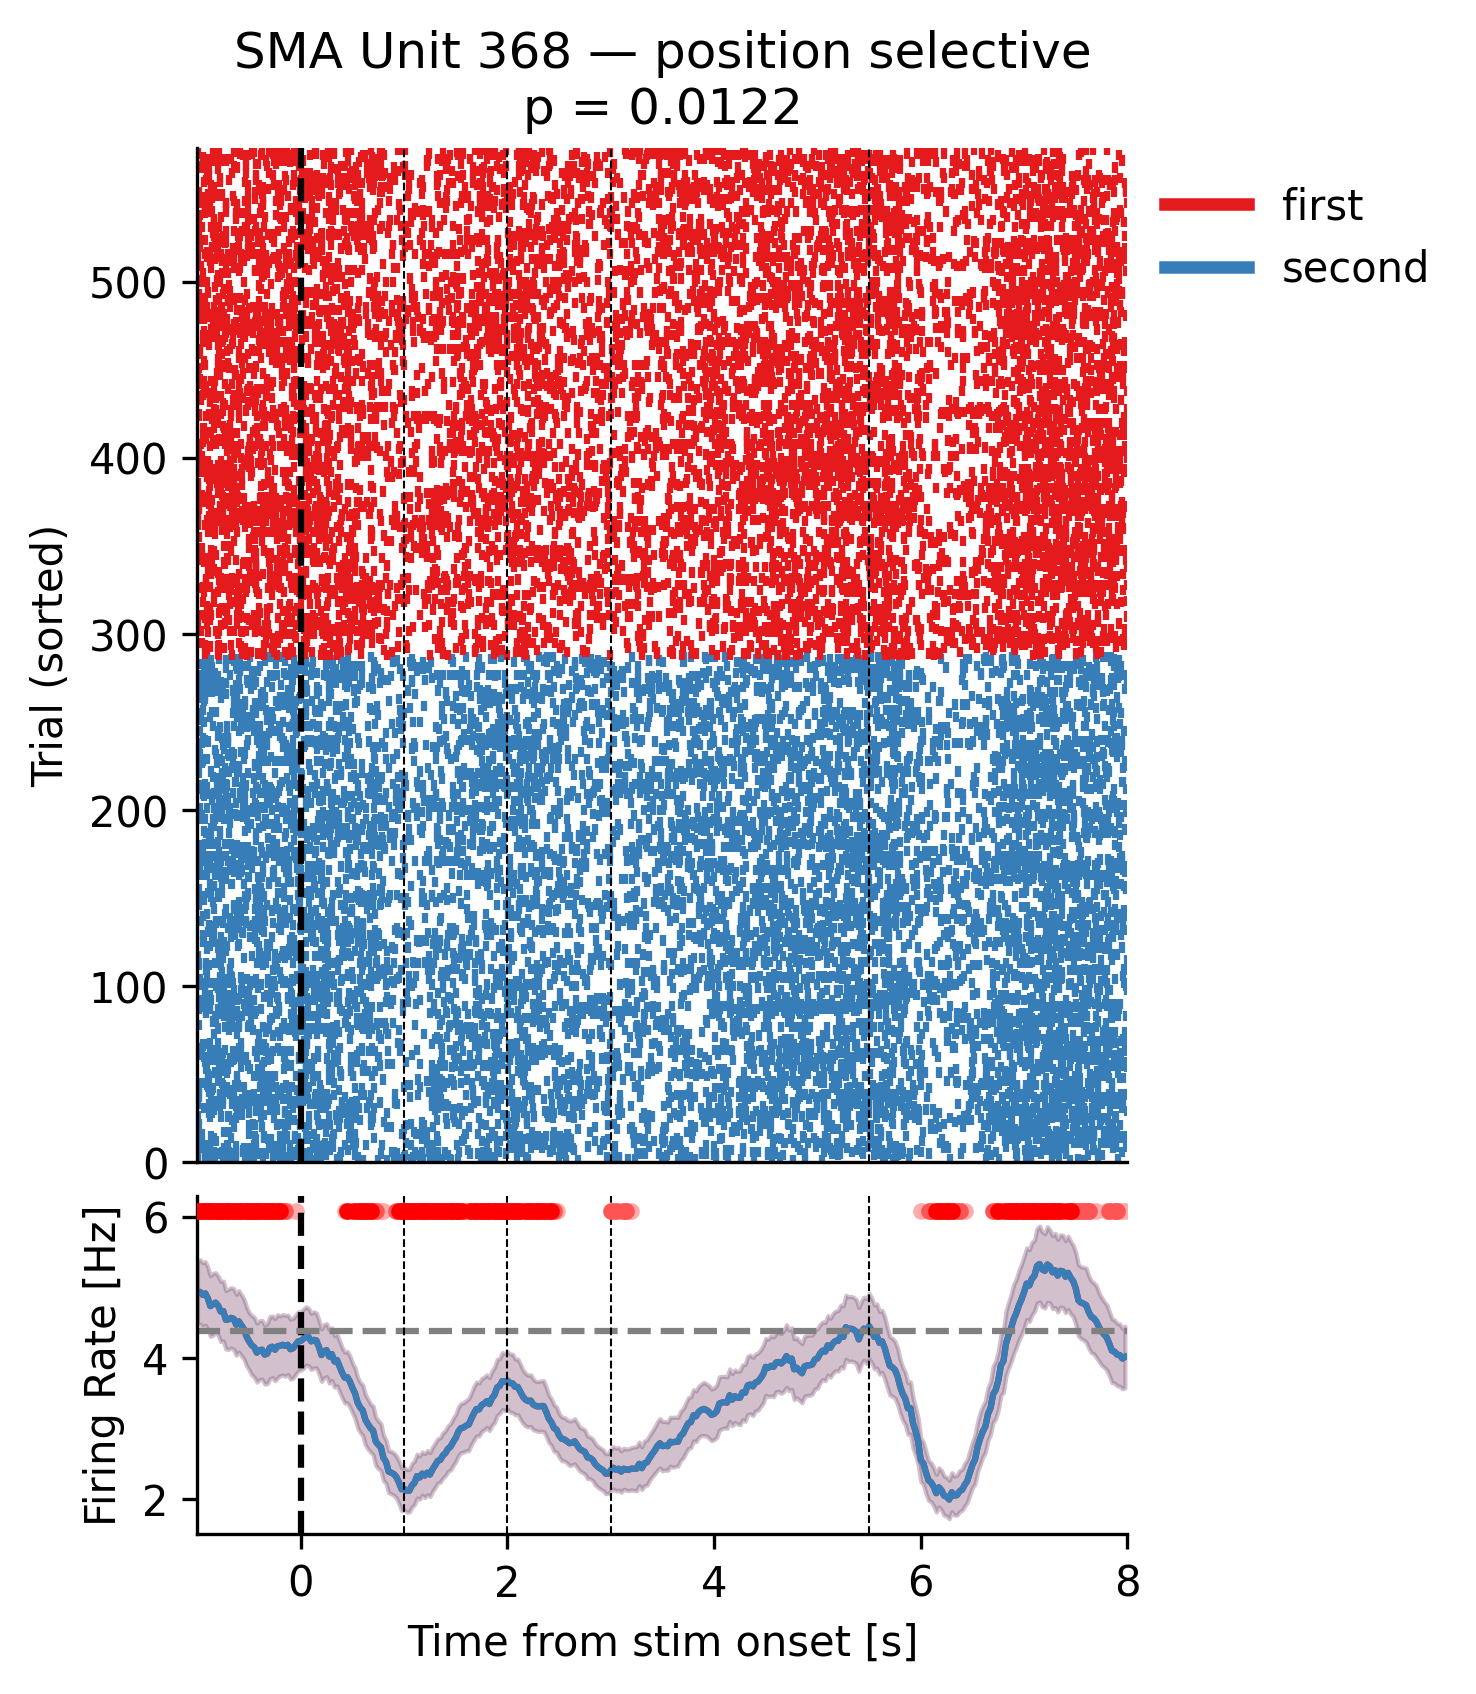 SMA Unit 368 — position selective
p = 0.0122
first
second
500
400
300
200
100
0
Trial (sorted)
6
4
2
Firing Rate [Hz]
0 2 4 6 8
Time from stim onset [s]